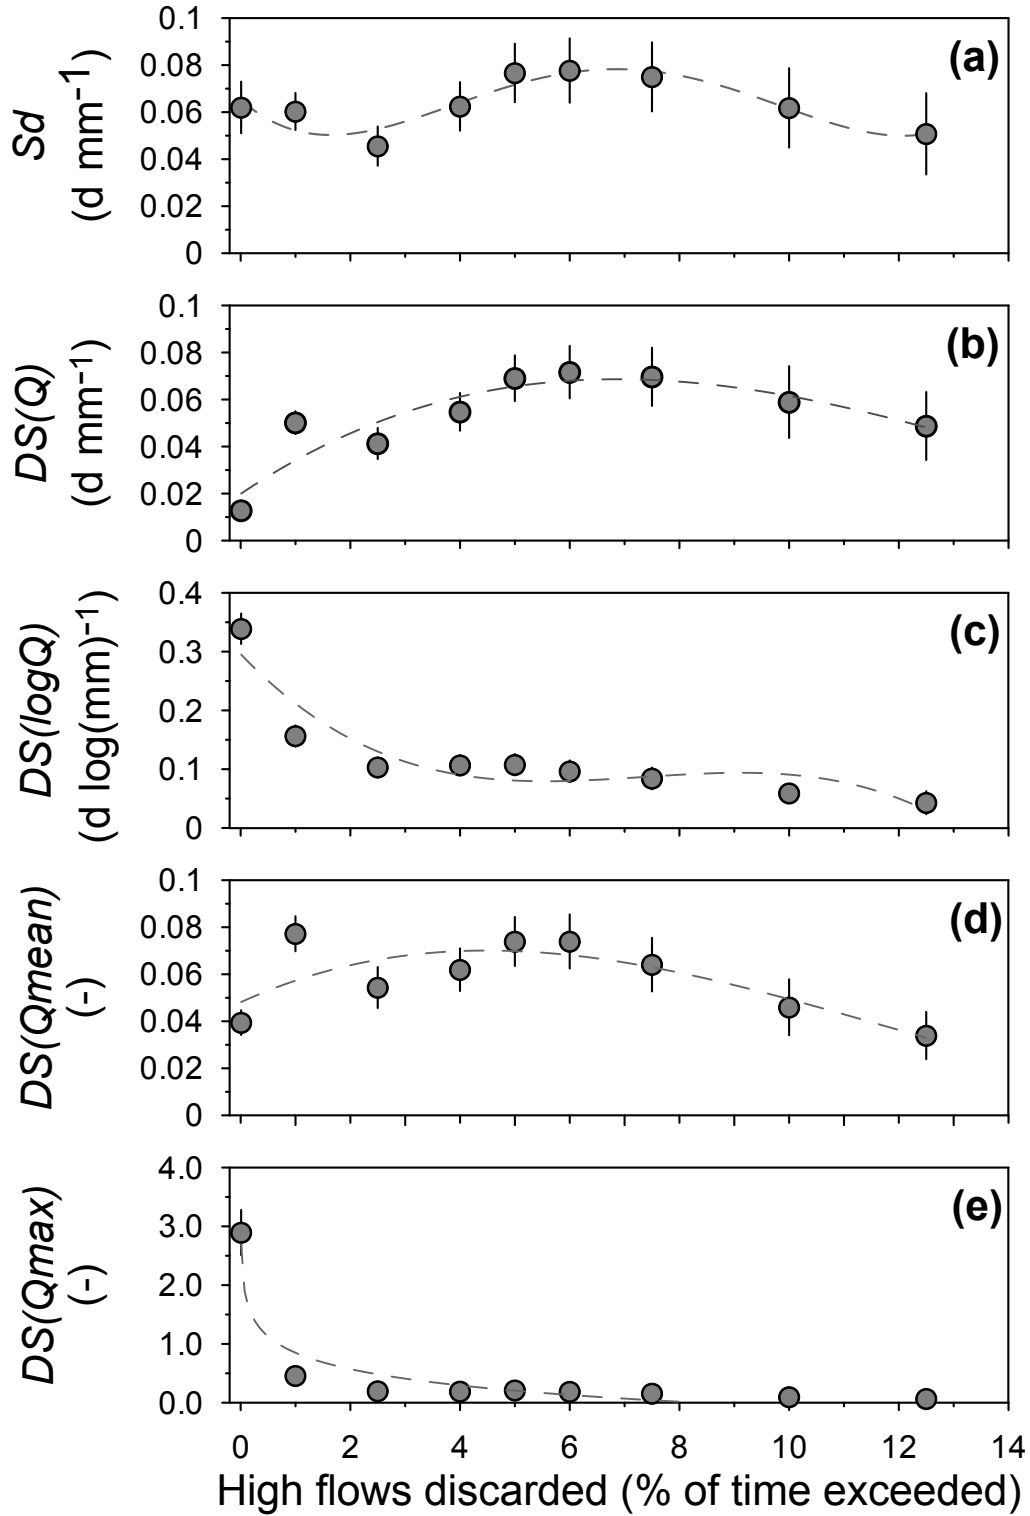 Sd
(d mm⁻¹)
0.1
0.08
0.06
0.04
0.02
0
(a)
DS(Q)
(d mm⁻¹)
0.1
0.08
0.06
0.04
0.02
0
(b)
DS(logQ)
(d log(mm)⁻¹)
0.4
0.3
0.2
0.1
0
(c)
DS(Qmean)
(-)
0.1
0.08
0.06
0.04
0.02
0
(d)
DS(Qmax)
(-)
4.0
3.0
2.0
1.0
0.0
(e)
0 2 4 6 8 10 12 14
High flows discarded (% of time exceeded)